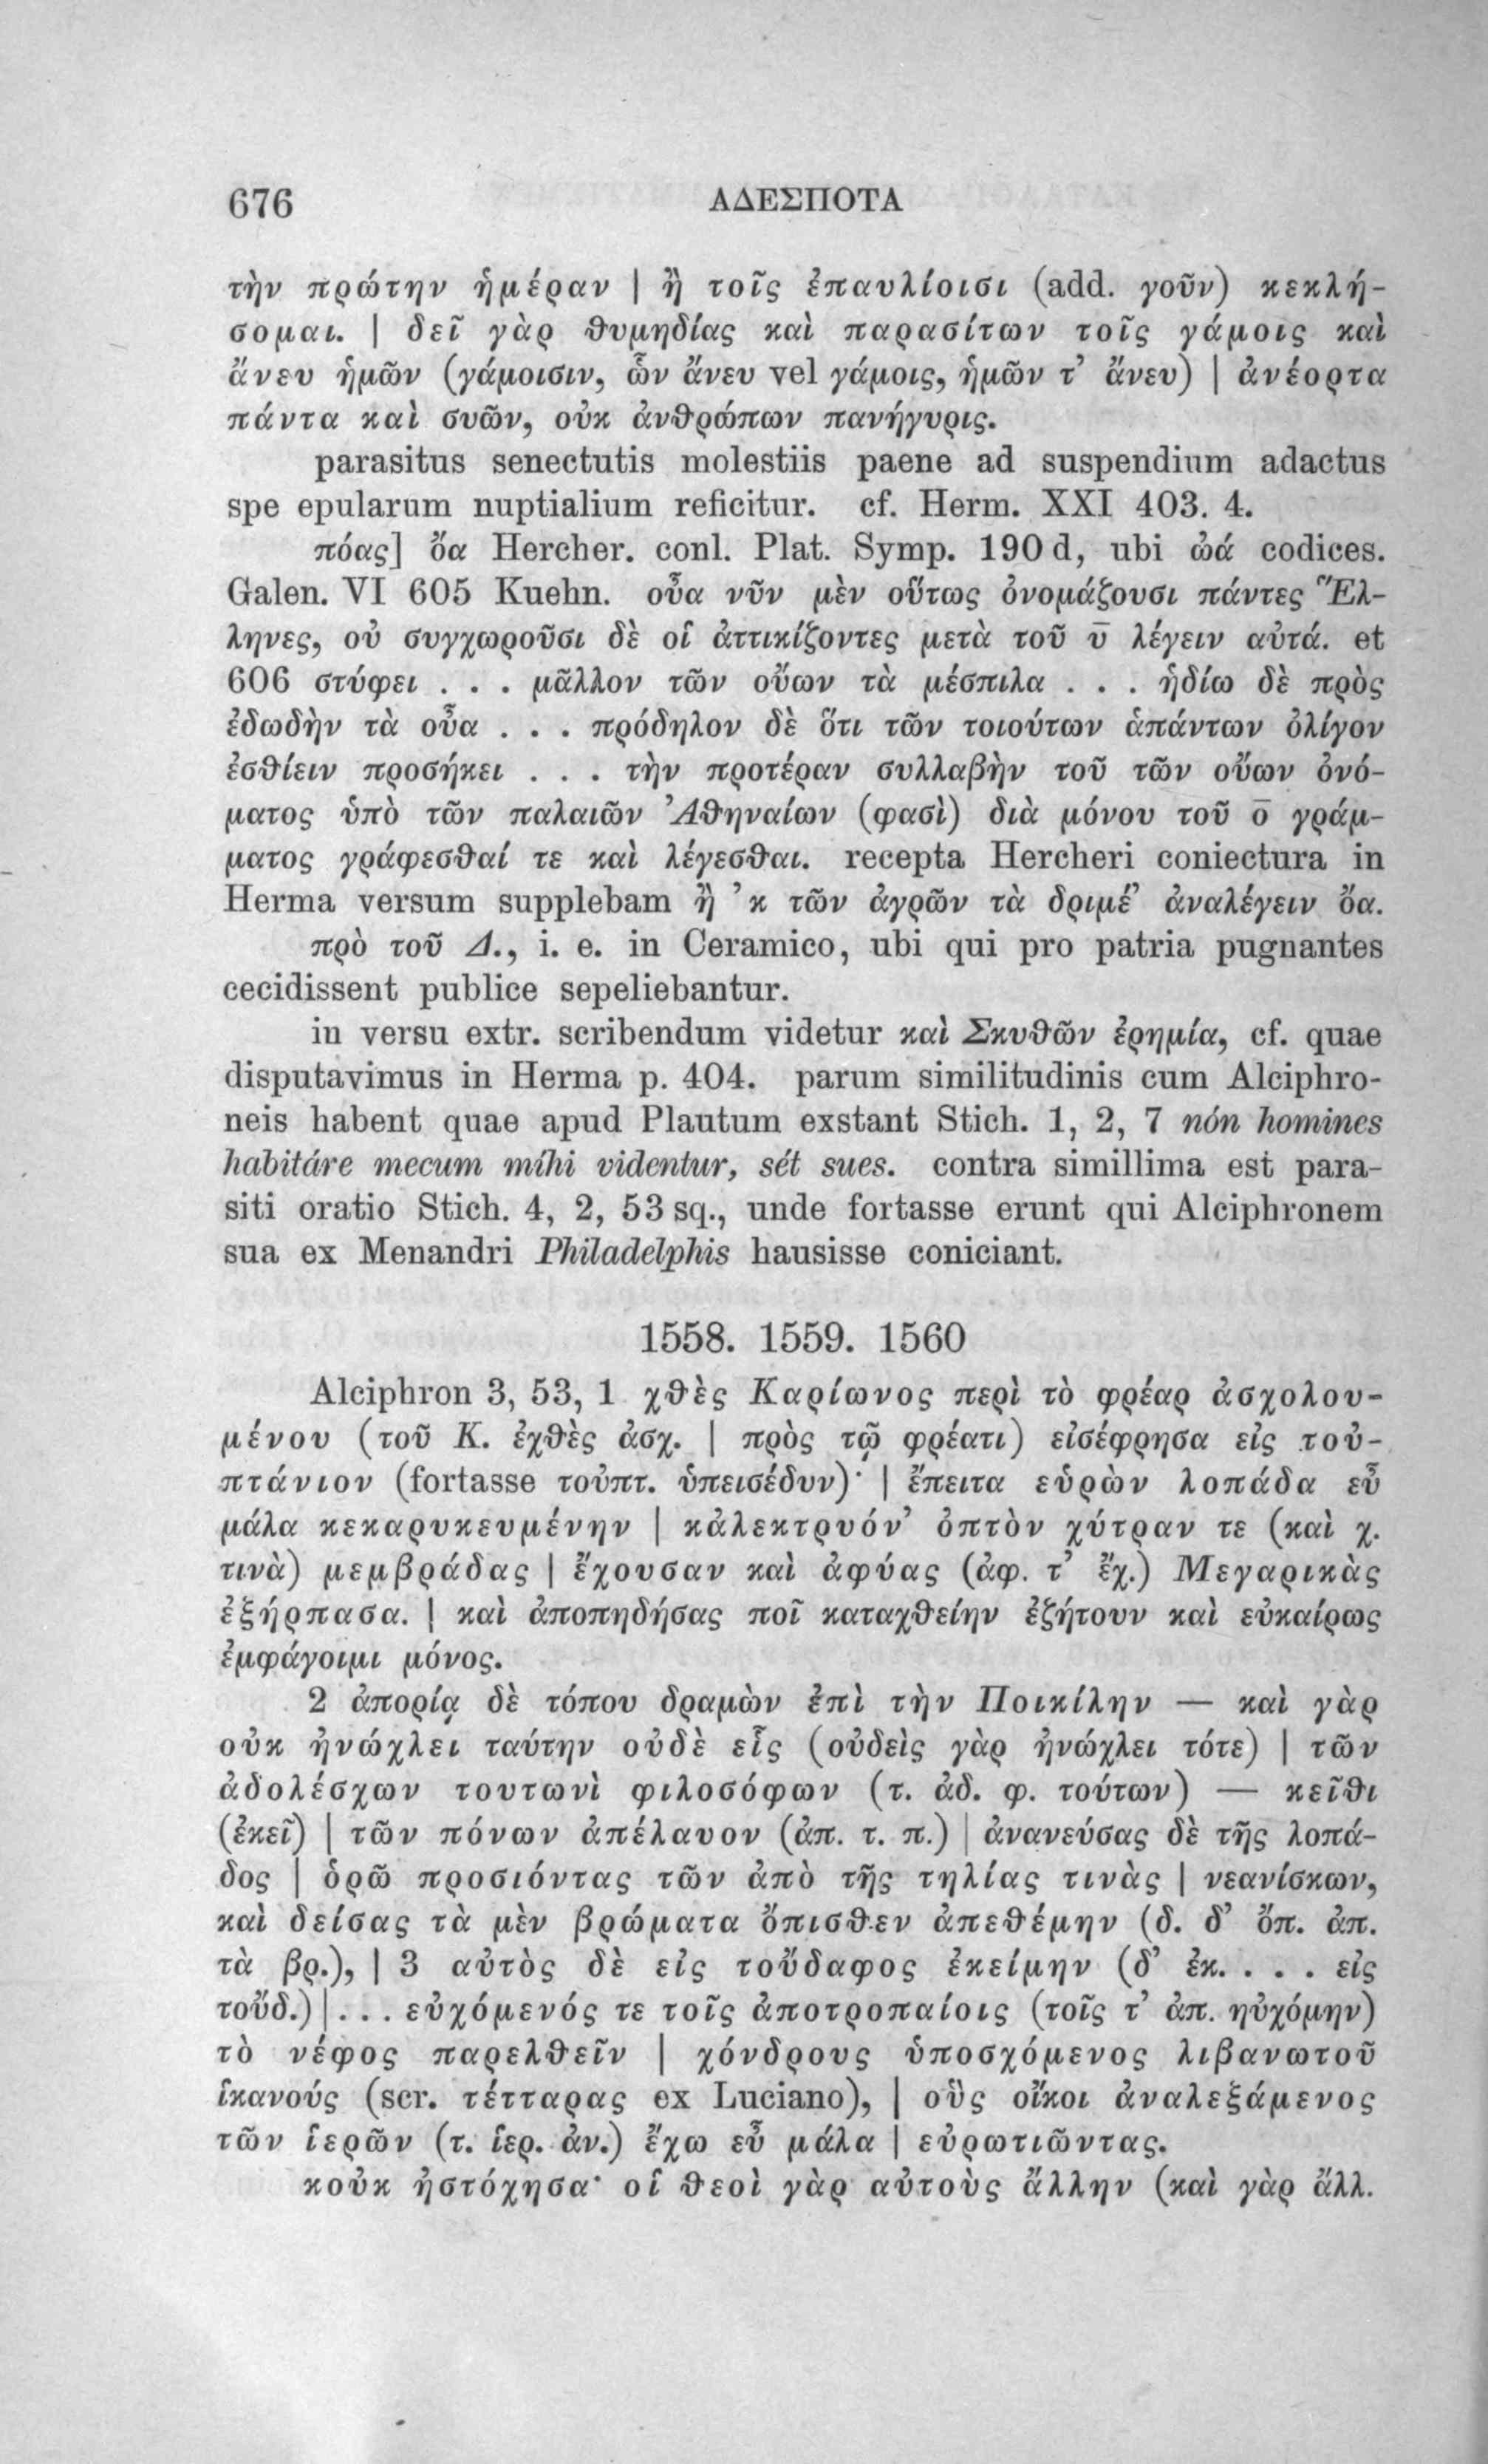 676 ΑΔΕΣΠΟΤΑ
τὴν πρώτην ἡμέραν | ἢ τοῖς ἐπαυλίοισι (add. γοῦν) κεκλή-
σομαι. | δεῖ γὰρ θυμηδίας καὶ παρασίτων τοῖς γάμοις καὶ
ἄνευ ἡμῶν (γάμοισιν, ὧν ἄνευ vel γάμοις, ἡμῶν τ’ ἄνευ) | ἀνέορτα
πάντα καὶ συῶν, οὐκ ἀνθρώπων πανήγυρις.
parasitus senectutis molestiis paene ad suspendium adactus
spe epularum nuptialium reficitur. cf. Herm. XXI 403. 4.
πόας] ὄα Hercher. conl. Plat. Symp. 190 d, ubi ὠά codices.
Galen. VI 605 Kuehn. οὖα νῦν μὲν οὕτως ὀνομάζουσι πάντες Ἕλ-
ληνες, οὐ συγχωροῦσι δὲ οἱ ἀττικίζοντες μετὰ τοῦ ῡ λέγειν αὐτά. et
606 στύφει . . . μᾶλλον τῶν οὔων τὰ μέσπιλα . . . ἡδίω δὲ πρὸς
ἐδωδὴν τὰ οὖα . . . πρόδηλον δὲ ὅτι τῶν τοιούτων ἁπάντων ὀλίγον
ἐσθίειν προσήκει . . . τὴν προτέραν συλλαβὴν τοῦ τῶν οὔων ὀνό-
ματος ὑπὸ τῶν παλαιῶν Ἀθηναίων (φασὶ) διὰ μόνου τοῦ ο̄ γράμ-
ματος γράφεσθαί τε καὶ λέγεσθαι. recepta Hercheri coniectura in
Herma versum supplebam ἢ ’κ τῶν ἀγρῶν τὰ δριμέ’ ἀναλέγειν ὄα.
πρὸ τοῦ Δ., i. e. in Ceramico, ubi qui pro patria pugnantes
cecidissent publice sepeliebantur.
in versu extr. scribendum videtur καὶ Σκυθῶν ἐρημία, cf. quae
disputavimus in Herma p. 404. parum similitudinis cum Alciphro-
neis habent quae apud Plautum exstant Stich. 1, 2, 7 nón homines
habitáre mecum míhi videntur, sét sues. contra simillima est para-
siti oratio Stich. 4, 2, 53 sq., unde fortasse erunt qui Alciphronem
sua ex Menandri Philadelphis hausisse coniciant.
1558. 1559. 1560
Alciphron 3, 53, 1 χθὲς Καρίωνος περὶ τὸ φρέαρ ἀσχολου-
μένου (τοῦ Κ. ἐχθὲς ἀσχ. | πρὸς τῷ φρέατι) εἰσέφρησα εἰς τοὐ-
πτάνιον (fortasse τοὐπτ. ὑπεισέδυν)· | ἔπειτα εὑρὼν λοπάδα εὖ
μάλα κεκαρυκευμένην | κἀλεκτρυόν’ ὀπτὸν χύτραν τε (καὶ χ.
τινὰ) μεμβράδας | ἔχουσαν καὶ ἀφύας (ἀφ. τ’ ἔχ.) Μεγαρικὰς
ἐξήρπασα. | καὶ ἀποπηδήσας ποῖ καταχθείην ἐζήτουν καὶ εὐκαίρως
ἐμφάγοιμι μόνος.
2 ἀπορίᾳ δὲ τόπου δραμὼν ἐπὶ τὴν Ποικίλην — καὶ γὰρ
οὐκ ἠνώχλει ταύτην οὐδὲ εἷς (οὐδεὶς γὰρ ἠνώχλει τότε) | τῶν
ἀδολέσχων τουτωνὶ φιλοσόφων (τ. ἀδ. φ. τούτων) — κεῖθι
(ἐκεῖ) | τῶν πόνων ἀπέλαυον (ἀπ. τ. π.) | ἀνανεύσας δὲ τῆς λοπά-
δος | ὁρῶ προσιόντας τῶν ἀπὸ τῆς τηλίας τινὰς | νεανίσκων,
καὶ δείσας τὰ μὲν βρώματα ὄπισθεν ἀπεθέμην (δ. δ’ ὄπ. ἀπ.
τὰ βρ.), | 3 αὐτὸς δὲ εἰς τοὔδαφος ἐκείμην (δ’ ἐκ. . . . εἰς
τοὔδ.) | . . . εὐχόμενός τε τοῖς ἀποτροπαίοις (τοῖς τ’ ἀπ. ηὐχόμην)
τὸ νέφος παρελθεῖν | χόνδρους ὑποσχόμενος λιβανωτοῦ
ἱκανούς (scr. τέτταρας ex Luciano), | οὓς οἴκοι ἀναλεξάμενος
τῶν ἱερῶν (τ. ἱερ. ἀν.) ἔχω εὖ μάλα | εὐρωτιῶντας.
κοὐκ ἠστόχησα· οἱ θεοὶ γὰρ αὐτοὺς ἄλλην (καὶ γὰρ ἄλλ.